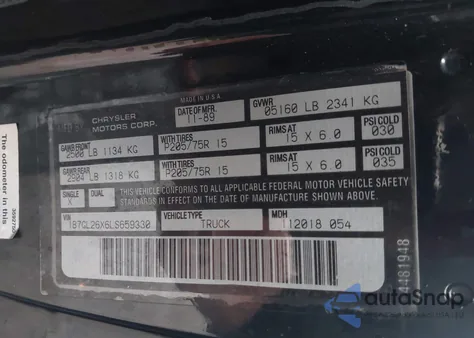 MADE IN U.S.A.
MFD BY CHRYSLER MOTORS CORP.
DATE OF MFR
11-89
GVWR
05160 LB 2341 KG
GAWR FRONT
2500 LB 1134 KG
WITH TIRES
P205/75R 15
RIMS AT
15 X 6.0
PSI COLD
030
GAWR REAR
2904 LB 1318 KG
WITH TIRES
P205/75R 15
RIMS AT
15 X 6.0
PSI COLD
035
SINGLE
X
DUAL
THIS VEHICLE CONFORMS TO ALL APPLICABLE FEDERAL MOTOR VEHICLE SAFETY
STANDARDS IN EFFECT ON THE DATE OF MANUFACTURE SHOWN ABOVE.
VIN
1B7GL26X6LS659330
VEHICLE TYPE
TRUCK
MDH
112018 054
4481948
The odometer in this
autoSnap